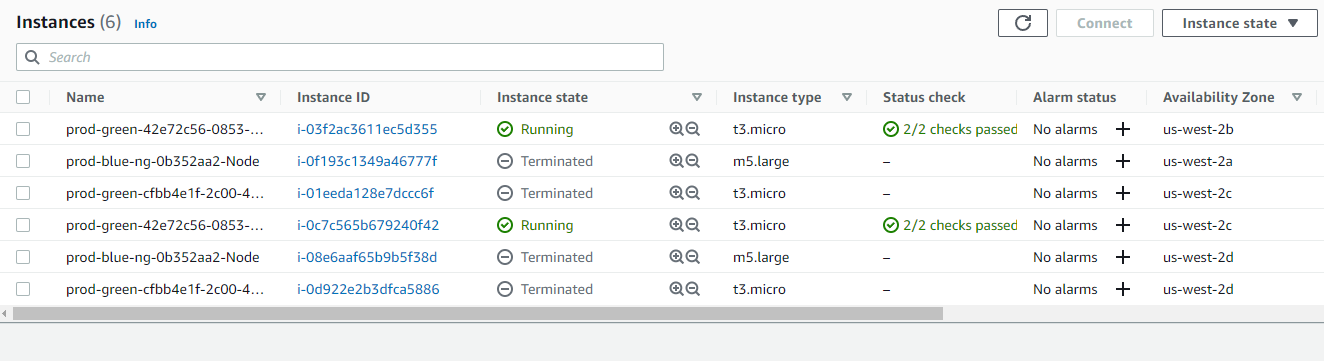 Instances (6) Info
Connect Instance state
Search
Name Instance ID Instance state Instance type Status check Alarm status Availability Zone
prod-green-42e72c56-0853-... i-03f2ac3611ec5d355 Running t3.micro 2/2 checks passed No alarms + us-west-2b
prod-blue-ng-0b352aa2-Node i-0f193c1349a46777f Terminated m5.large – No alarms + us-west-2a
prod-green-cfbb4e1f-2c00-4... i-01eeda128e7dccc6f Terminated t3.micro – No alarms + us-west-2c
prod-green-42e72c56-0853-... i-0c7c565b679240f42 Running t3.micro 2/2 checks passed No alarms + us-west-2c
prod-blue-ng-0b352aa2-Node i-08e6aaf65b9b5f38d Terminated m5.large – No alarms + us-west-2d
prod-green-cfbb4e1f-2c00-4... i-0d922e2b3dfca5886 Terminated t3.micro – No alarms + us-west-2d